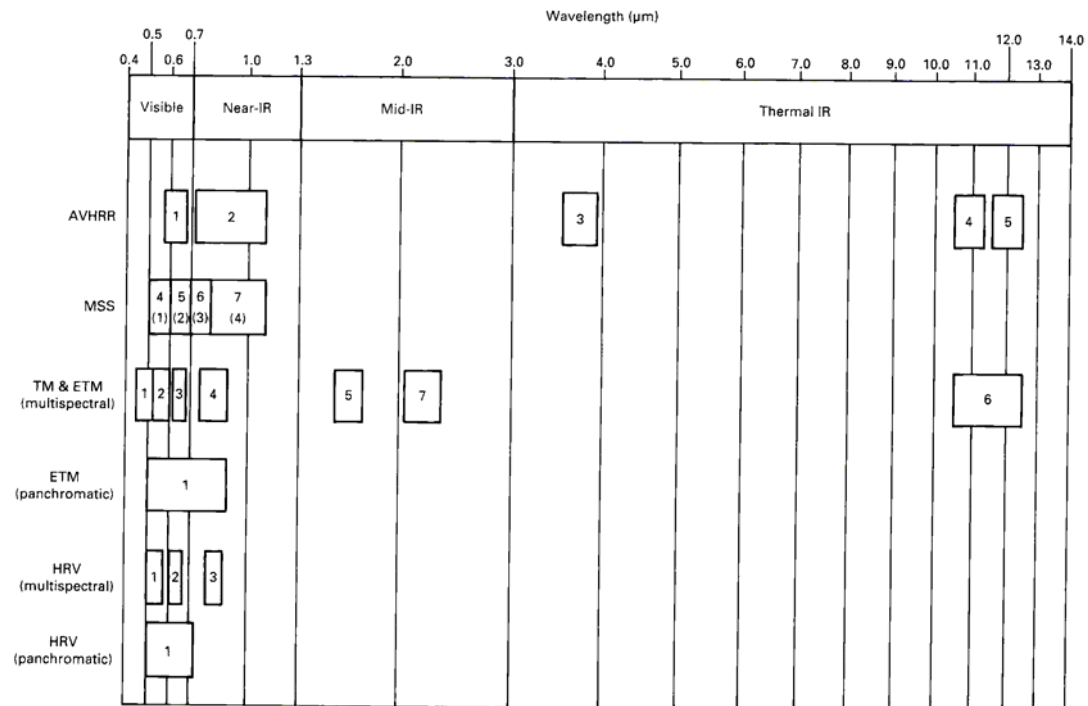 Wavelength (µm)
0.5 0.7 12.0 14.0
0.4 0.6 1.0 1.3 2.0 3.0 4.0 5.0 6.0 7.0 8.0 9.0 10.0 11.0 13.0
Visible Near-IR Mid-IR Thermal IR
AVHRR 1 2 3 4 5
MSS 4 5 6 7
(1) (2) (3) (4)
TM & ETM
(multispectral) 1 2 3 4 5 7 6
ETM
(panchromatic) 1
HRV
(multispectral) 1 2 3
HRV
(panchromatic) 1